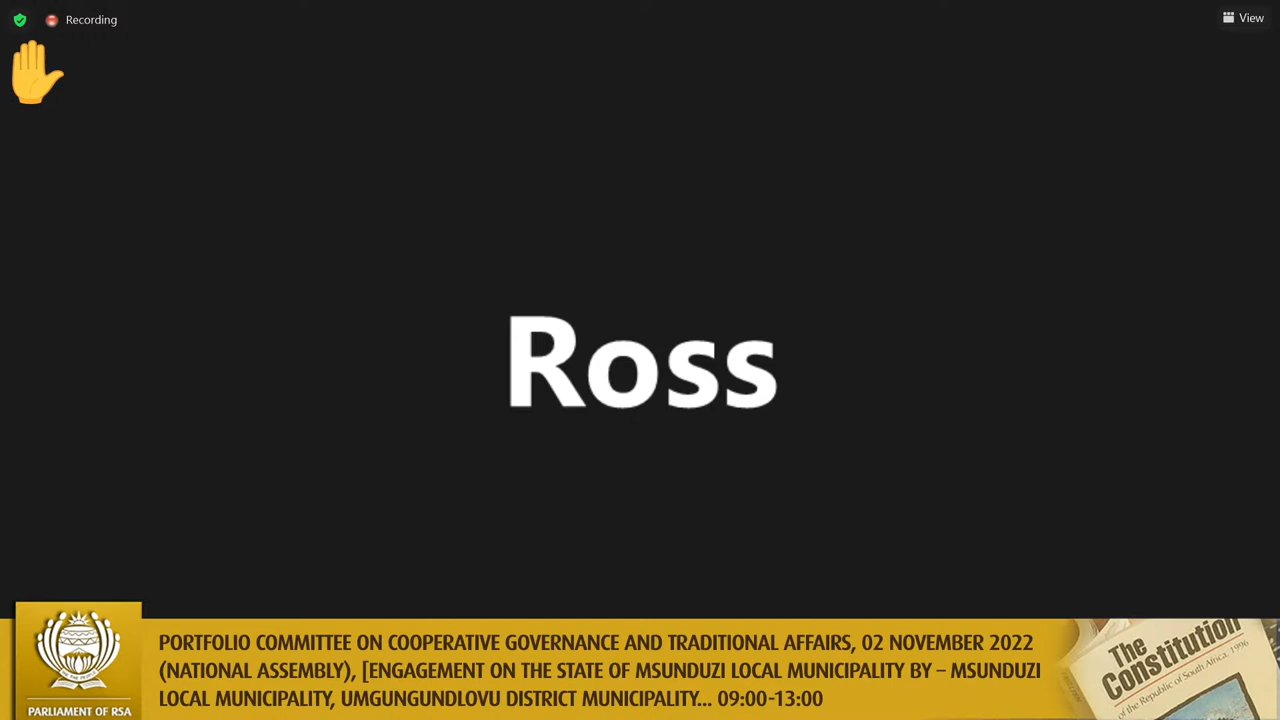 Recording
View
Ross
PORTFOLIO COMMITTEE ON COOPERATIVE GOVERNANCE AND TRADITIONAL AFFAIRS, 02 NOVEMBER 2022
(NATIONAL ASSEMBLY), [ENGAGEMENT ON THE STATE OF MSUNDUZI LOCAL MUNICIPALITY BY – MSUNDUZI
LOCAL MUNICIPALITY, UMGUNGUNDLOVU DISTRICT MUNICIPALITY... 09:00-13:00
PARLIAMENT OF RSA
The
Constitution
of the Republic of South Africa, 1996